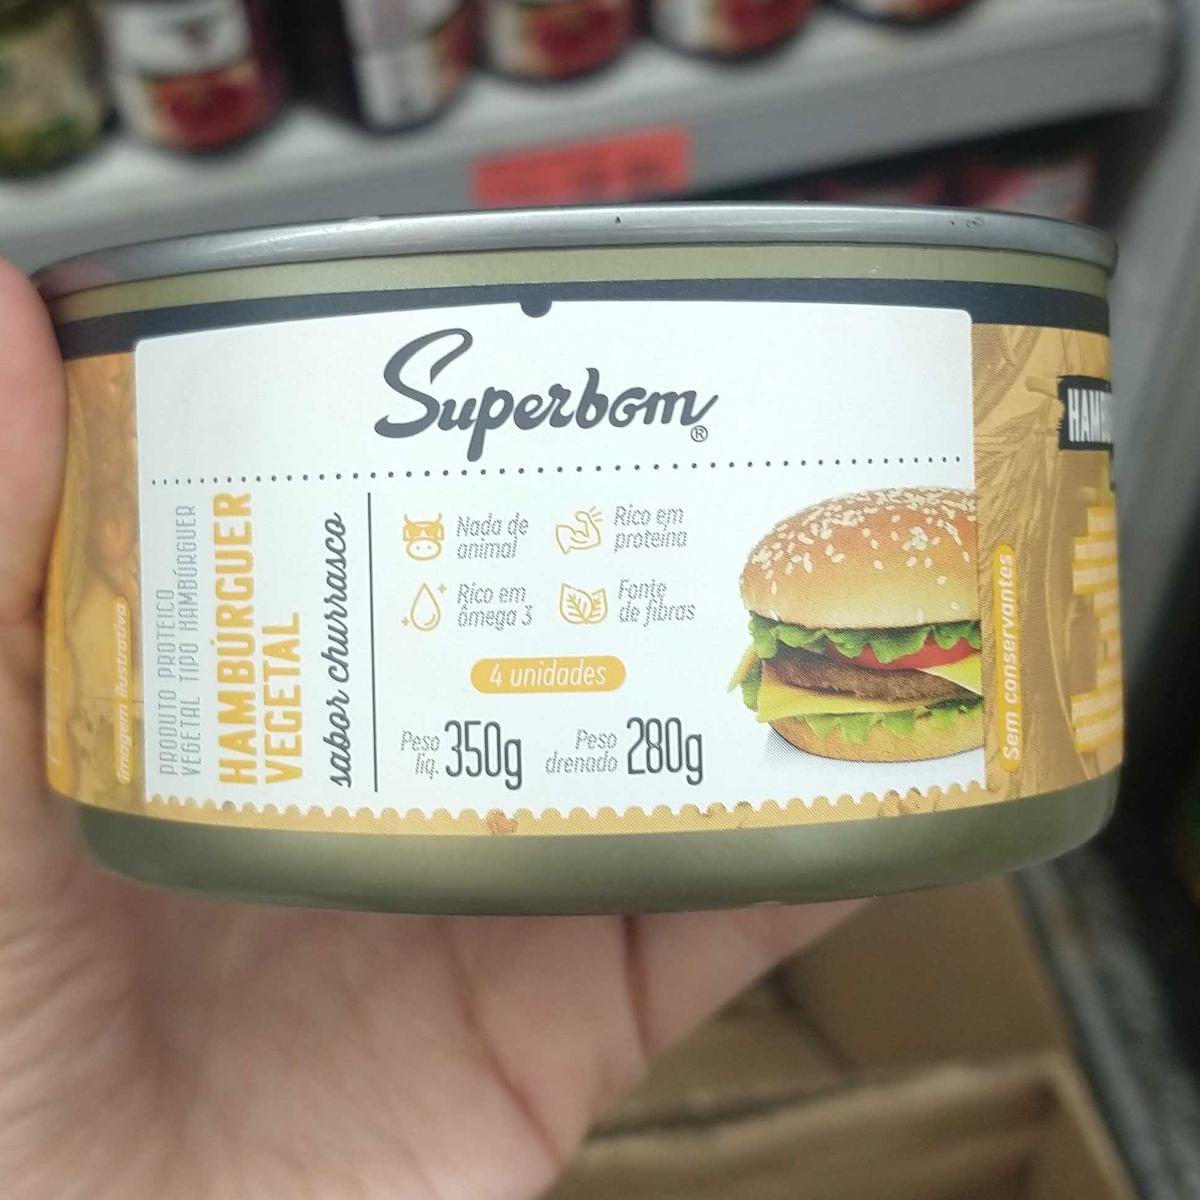 Superbom
®
PRODUTO PROTEICO
VEGETAL TIPO HAMBÚRGUER
HAMBÚRGUER
VEGETAL
sabor churrasco
Nada de
animal
Rico em
proteína
Rico em
ômega 3
Fonte
de fibras
4 unidades
Peso
líq. 350g
Peso
drenado 280g
imagem ilustrativa
Sem conservantes